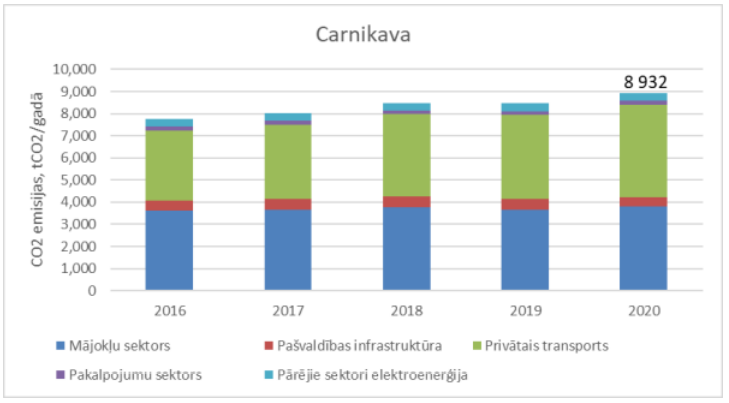 Carnikava
CO2 emisijas, tCO2/gadā
10,000
9,000
8,000
7,000
6,000
5,000
4,000
3,000
2,000
1,000
0
8 932
2016 2017 2018 2019 2020
Mājokļu sektors Pašvaldības infrastruktūra Privātais transports
Pakalpojumu sektors Pārējie sektori elektroenerģija